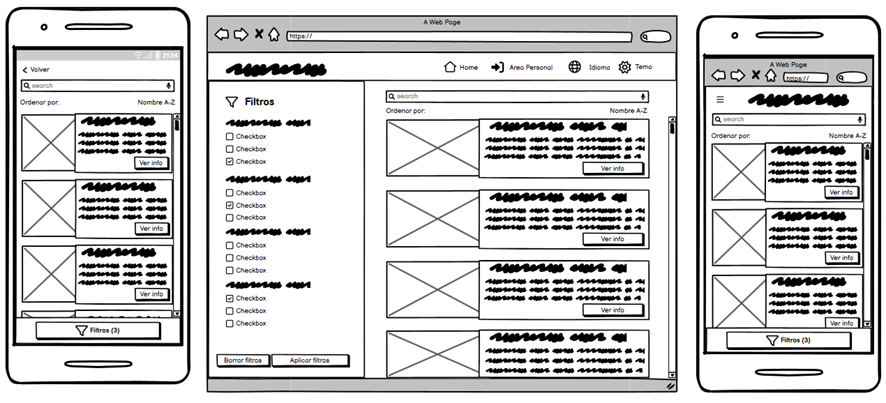 21:34
Volver
search
Ordenar por: Nombre A-Z
Ver info
Ver info
Ver info
Filtros (3)
A Web Page
https://
Home Area Personal Idioma Tema
Filtros
Checkbox
Checkbox
Checkbox
Checkbox
Checkbox
Checkbox
Checkbox
Checkbox
Checkbox
Checkbox
Checkbox
Borrar filtros Aplicar filtros
search
Ordenar por: Nombre A-Z
Ver info
Ver info
Ver info
A Web Page
https://
search
Ordenar por: Nombre A-Z
Ver info
Ver info
Ver info
Filtros (3)